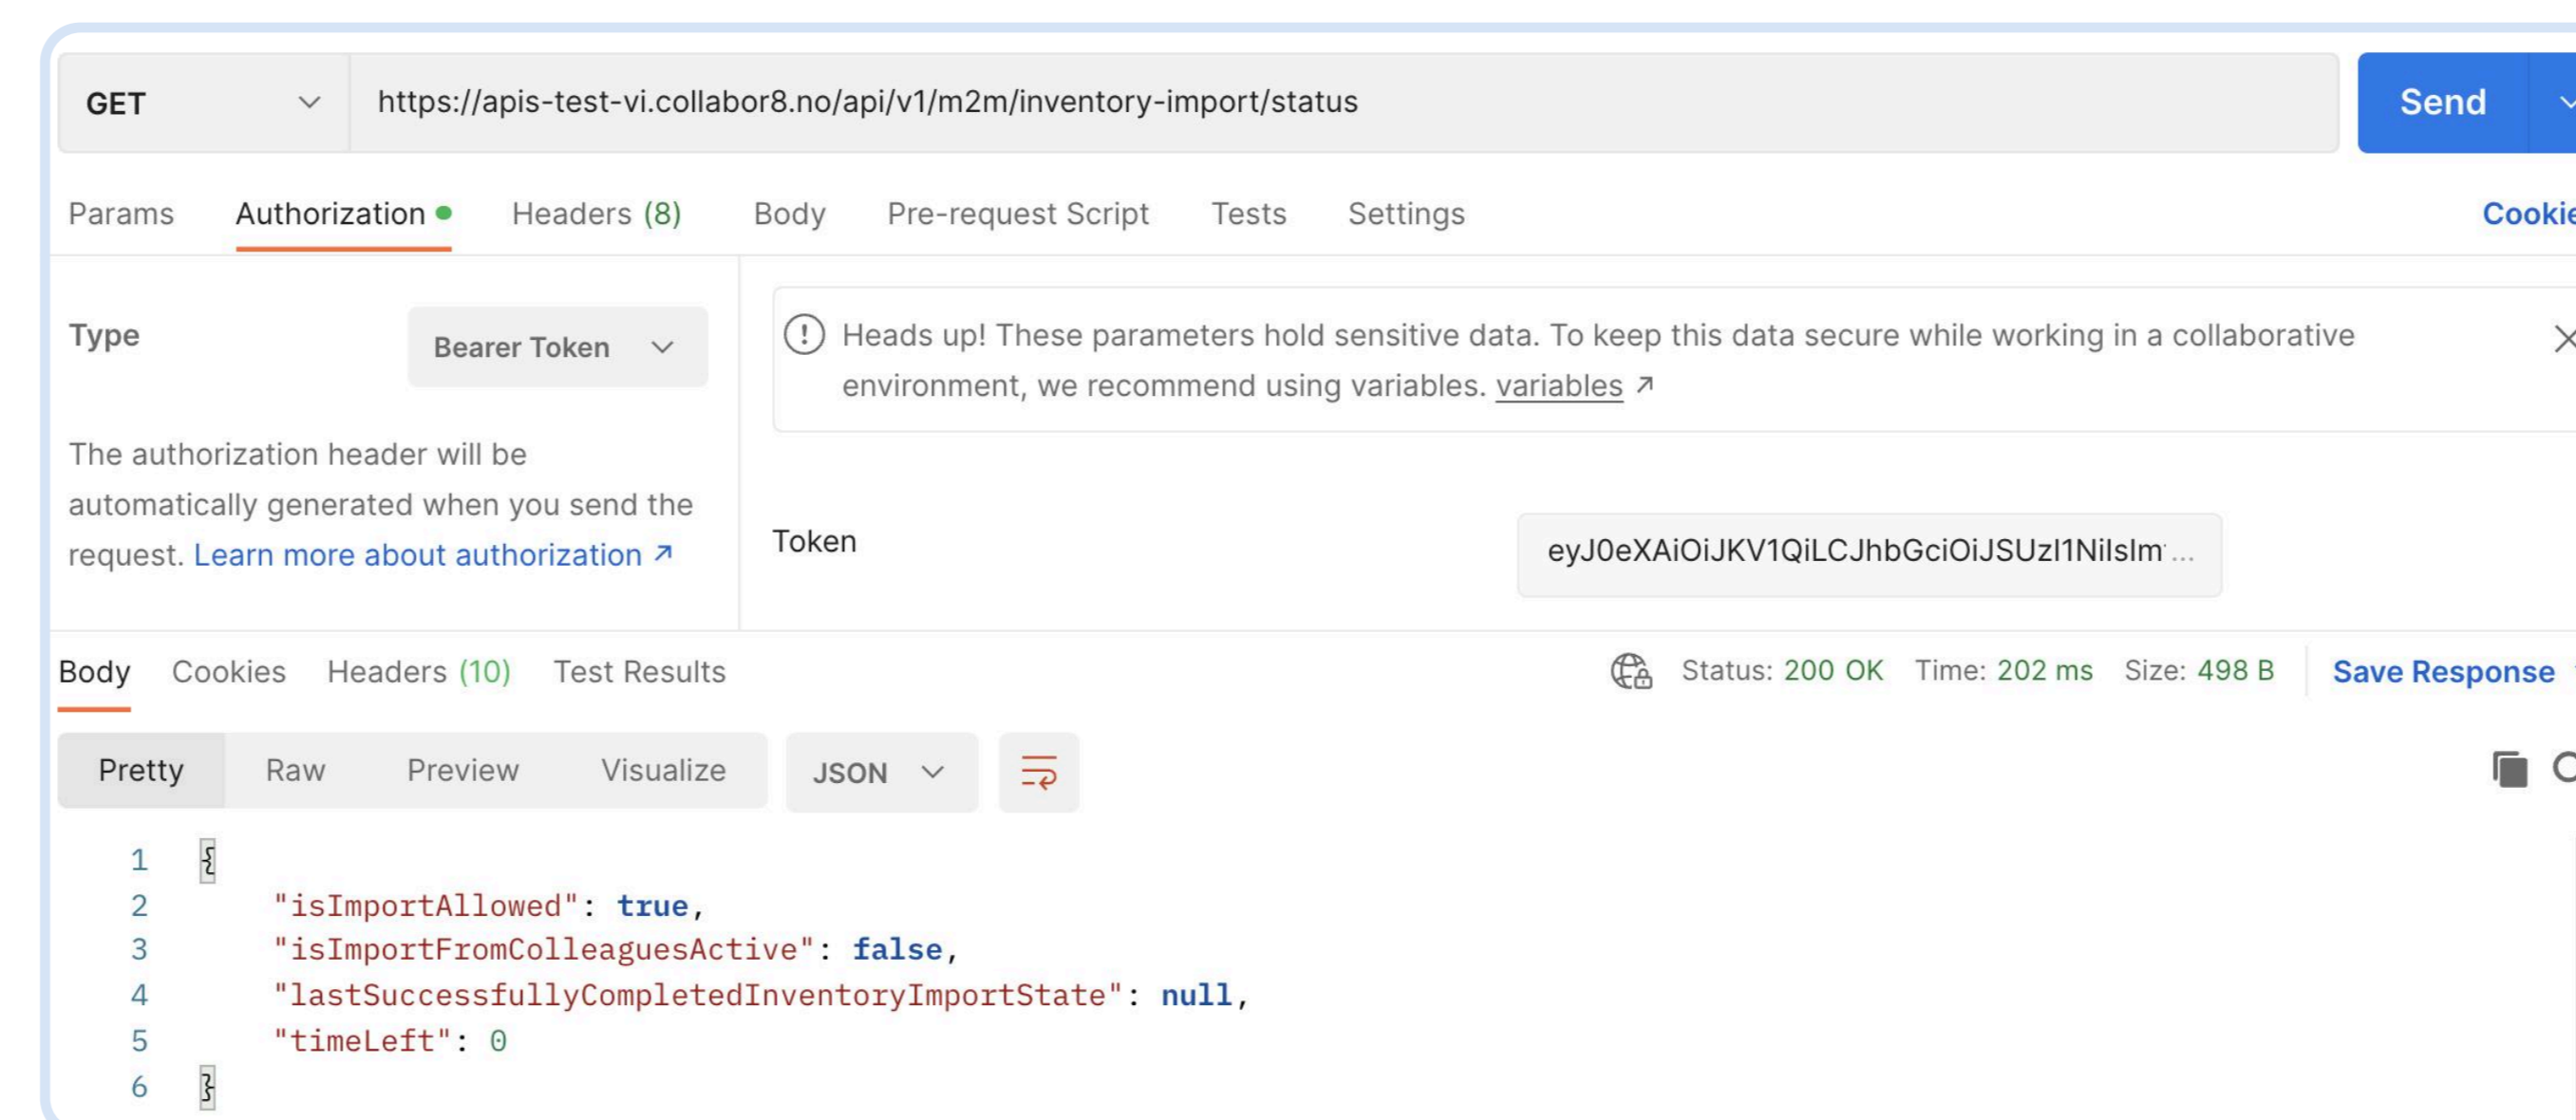 GET https://apis-test-vi.collabor8.no/api/v1/m2m/inventory-import/status Send
Params Authorization Headers (8) Body Pre-request Script Tests Settings Cookie
Type Bearer Token
Heads up! These parameters hold sensitive data. To keep this data secure while working in a collaborative
environment, we recommend using variables. variables ↗
The authorization header will be
automatically generated when you send the
request. Learn more about authorization ↗
Token eyJ0eXAiOiJKV1QiLCJhbGciOiJSUzI1NiIsIm...
Body Cookies Headers (10) Test Results Status: 200 OK Time: 202 ms Size: 498 B Save Response
Pretty Raw Preview Visualize JSON
1 {
2 "isImportAllowed": true,
3 "isImportFromColleaguesActive": false,
4 "lastSuccessfullyCompletedInventoryImportState": null,
5 "timeLeft": 0
6 }